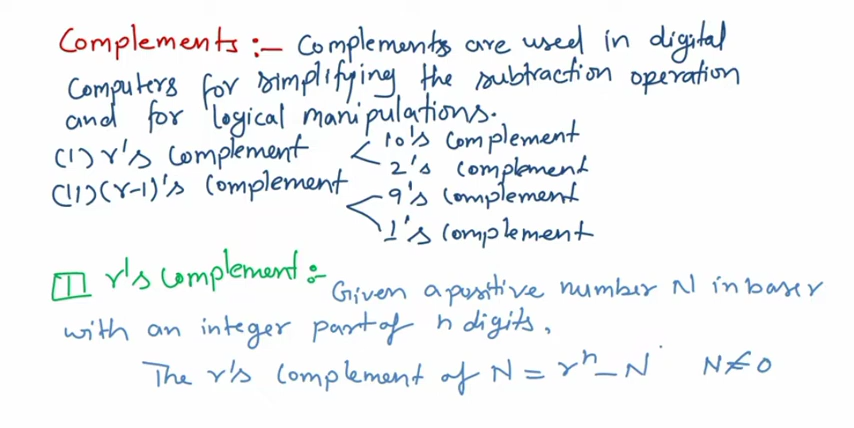 Complements :- Complements are used in digital
Computers for simplifying the subtraction operation
and for logical manipulations.
(I) r's complement < 10's complement
2's complement
(II) (r-1)'s complement < 9's complement
1's complement
I r's complement :- Given a positive number N in base r
with an integer part of n digits,
The r's complement of N = rⁿ - N N ≠ 0